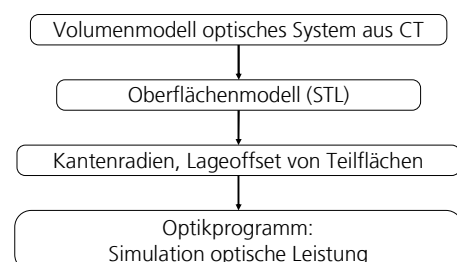 Volumenmodell optisches System aus CT
Oberflächenmodell (STL)
Kantenradien, Lageoffset von Teilflächen
Optikprogramm:
Simulation optische Leistung